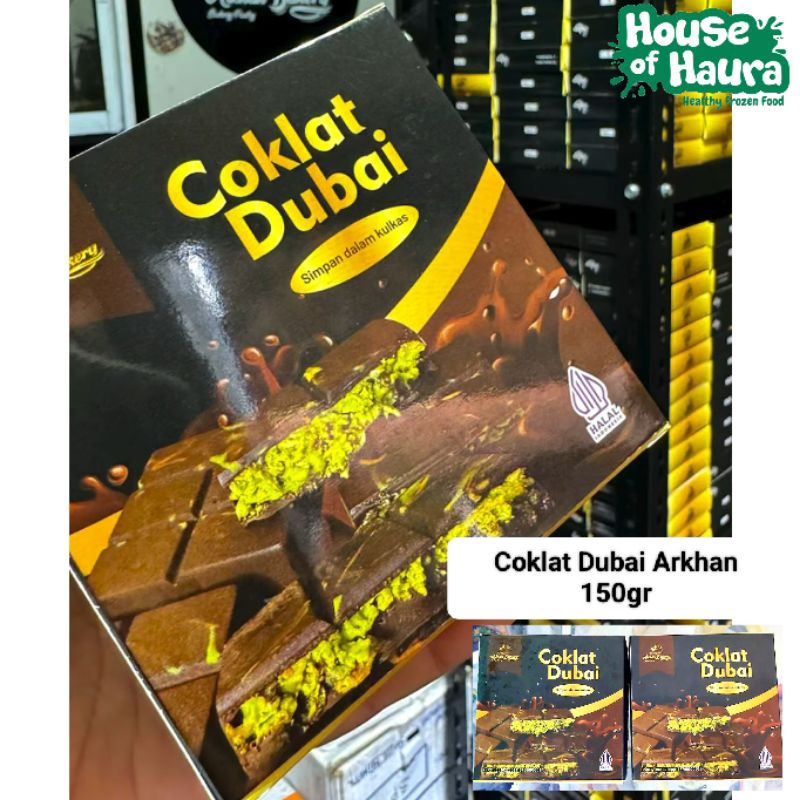 House
of Haura
Healthy Frozen Food
Coklat
Dubai
Simpan dalam kulkas
HALAL
INDONESIA
Coklat Dubai Arkhan
150gr
Coklat
Dubai
Coklat
Dubai